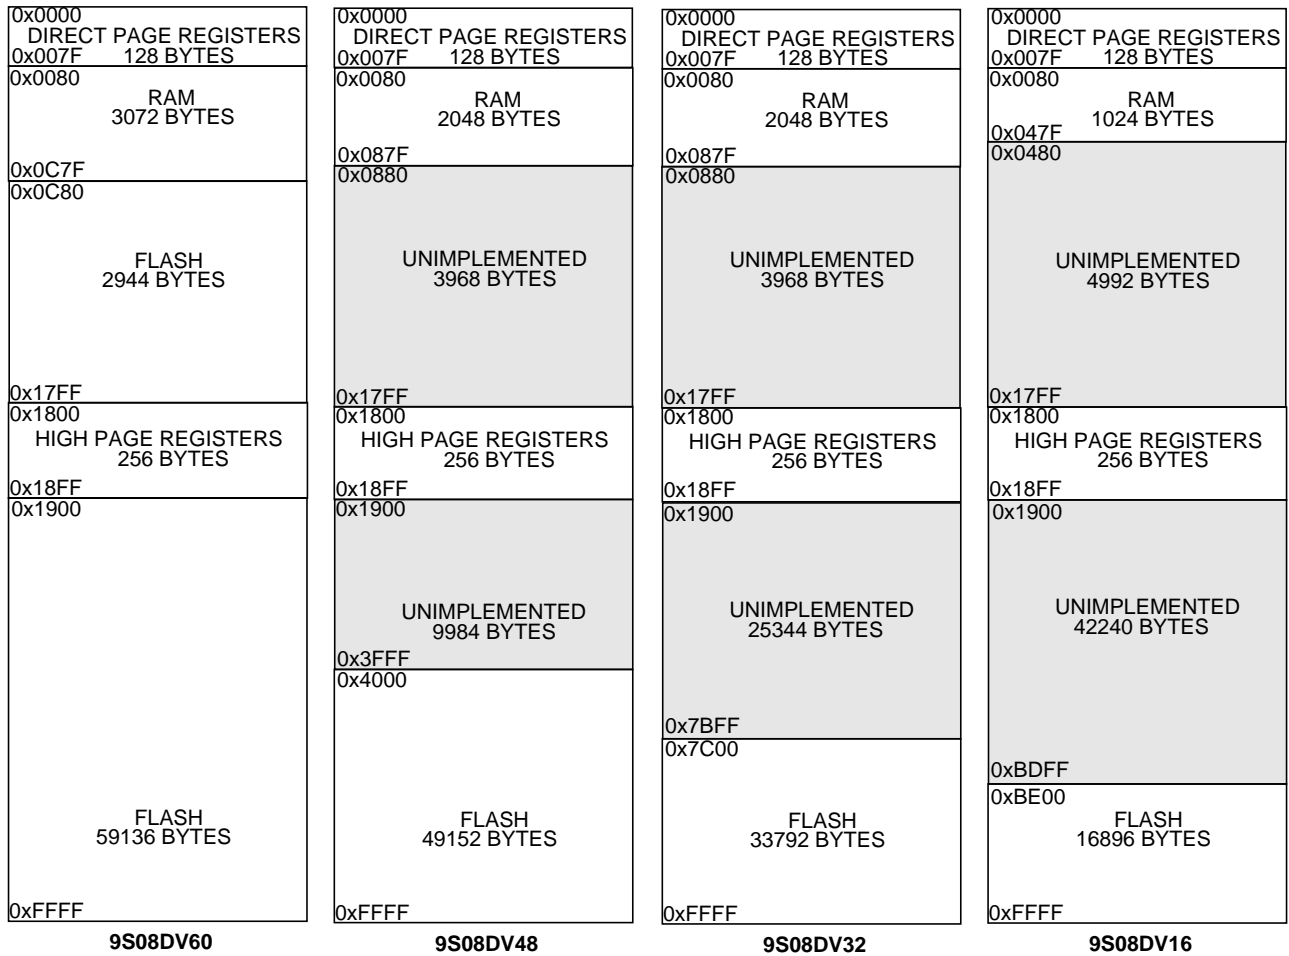 0x0000
DIRECT PAGE REGISTERS
0x007F 128 BYTES
0x0080
RAM
3072 BYTES
0x0C7F
0x0C80
FLASH
2944 BYTES
0x17FF
0x1800
HIGH PAGE REGISTERS
256 BYTES
0x18FF
0x1900
FLASH
59136 BYTES
0xFFFF
9S08DV60
0x0000
DIRECT PAGE REGISTERS
0x007F 128 BYTES
0x0080
RAM
2048 BYTES
0x087F
0x0880
UNIMPLEMENTED
3968 BYTES
0x17FF
0x1800
HIGH PAGE REGISTERS
256 BYTES
0x18FF
0x1900
UNIMPLEMENTED
9984 BYTES
0x3FFF
0x4000
FLASH
49152 BYTES
0xFFFF
9S08DV48
0x0000
DIRECT PAGE REGISTERS
0x007F 128 BYTES
0x0080
RAM
2048 BYTES
0x087F
0x0880
UNIMPLEMENTED
3968 BYTES
0x17FF
0x1800
HIGH PAGE REGISTERS
256 BYTES
0x18FF
0x1900
UNIMPLEMENTED
25344 BYTES
0x7BFF
0x7C00
FLASH
33792 BYTES
0xFFFF
9S08DV32
0x0000
DIRECT PAGE REGISTERS
0x007F 128 BYTES
0x0080
RAM
1024 BYTES
0x047F
0x0480
UNIMPLEMENTED
4992 BYTES
0x17FF
0x1800
HIGH PAGE REGISTERS
256 BYTES
0x18FF
0x1900
UNIMPLEMENTED
42240 BYTES
0xBDFF
0xBE00
FLASH
16896 BYTES
0xFFFF
9S08DV16